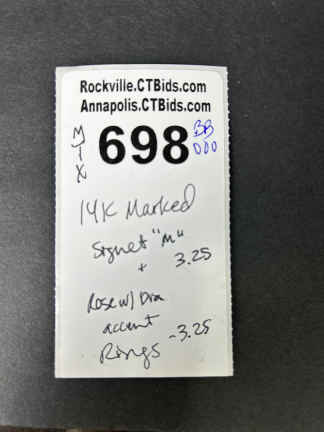 Rockville.CTBids.com
Annapolis.CTBids.com
MIX 698 BB
000
14K Marked
Signet "M"
+ 3.25
Rose w/ Dia
accent
Rings - 3.25